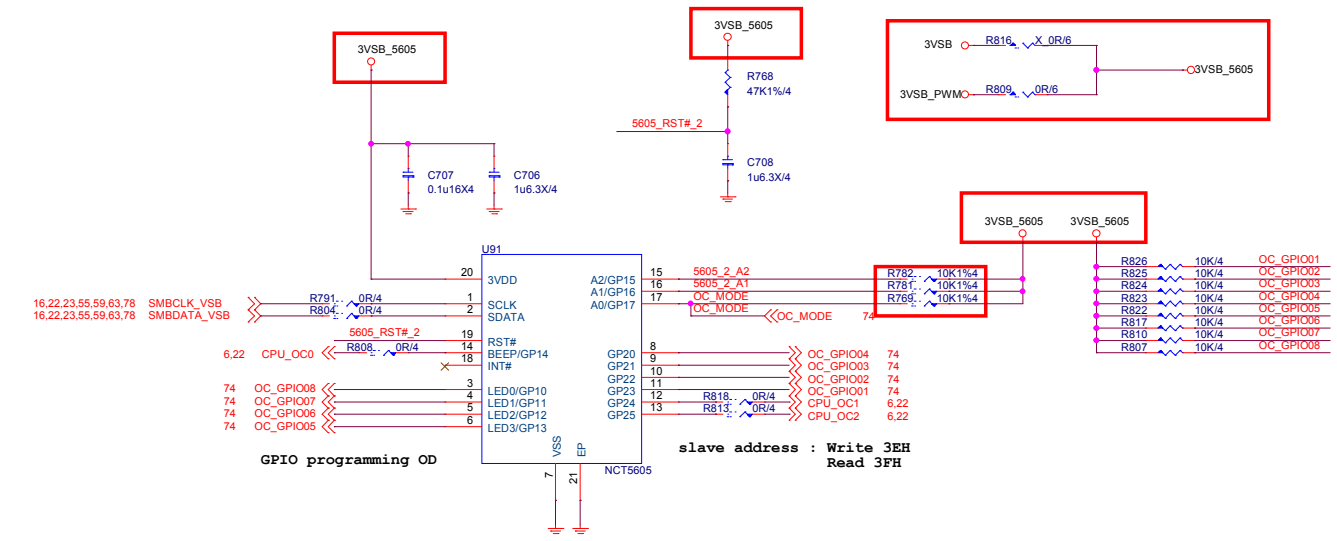 3VSB_5605
3VSB_5605
R768
47K1%/4
5605_RST#_2
C708
1u6.3X/4
3VSB
R816
X_0R/6
3VSB_5605
3VSB_PWM
R809
0R/6
C707
0.1u16X4
C706
1u6.3X/4
3VSB_5605
3VSB_5605
U91
20
3VDD
16,22,23,55,59,63,78
SMBCLK_VSB
R791
0R/4
1
SCLK
16,22,23,55,59,63,78
SMBDATA_VSB
R804
0R/4
2
SDATA
5605_RST#_2
19
RST#
6,22
CPU_OC0
R808
0R/4
14
BEEP/GP14
18
INT#
74
OC_GPIO08
3
LED0/GP10
74
OC_GPIO07
4
LED1/GP11
74
OC_GPIO06
5
LED2/GP12
74
OC_GPIO05
6
LED3/GP13
A2/GP15
15
5605_2_A2
R782
10K1%4
A1/GP16
16
5605_2_A1
R781
10K1%4
A0/GP17
17
OC_MODE
OC_MODE
R769
10K1%4
OC_MODE
74
GP20
8
OC_GPIO04
74
GP21
9
OC_GPIO03
74
GP22
10
OC_GPIO02
74
GP23
11
OC_GPIO01
74
GP24
12
R818
0R/4
CPU_OC1
6,22
GP25
13
R813
0R/4
CPU_OC2
6,22
VSS
EP
7
21
NCT5605
R826
10K/4
OC_GPIO01
R825
10K/4
OC_GPIO02
R824
10K/4
OC_GPIO03
R823
10K/4
OC_GPIO04
R822
10K/4
OC_GPIO05
R817
10K/4
OC_GPIO06
R810
10K/4
OC_GPIO07
R807
10K/4
OC_GPIO08
GPIO programming OD
slave address : Write 3EH
Read 3FH